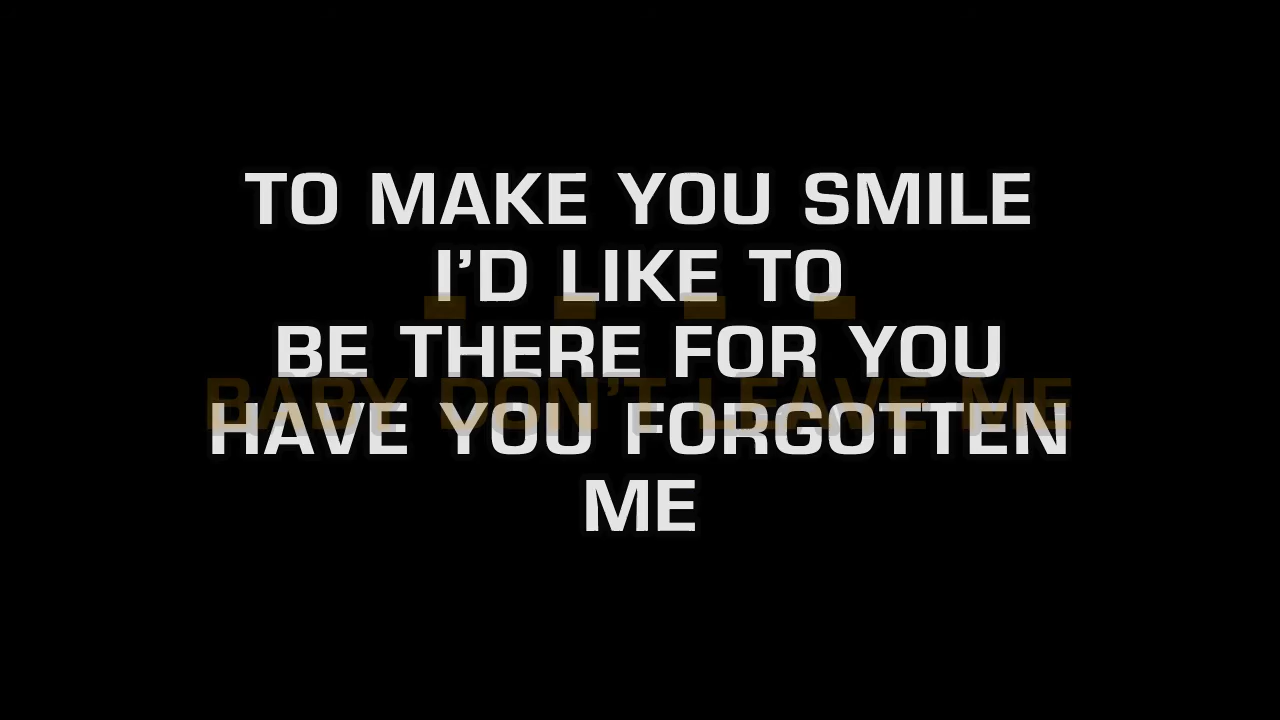 TO MAKE YOU SMILE
I'D LIKE TO
BE THERE FOR YOU
BABY DON'T LEAVE ME
HAVE YOU FORGOTTEN
ME